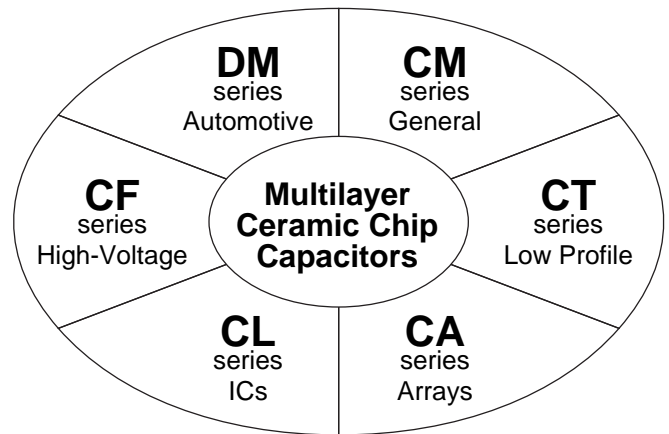 DM
series
Automotive
CM
series
General
CF
series
High-Voltage
Multilayer
Ceramic Chip
Capacitors
CT
series
Low Profile
CL
series
ICs
CA
series
Arrays